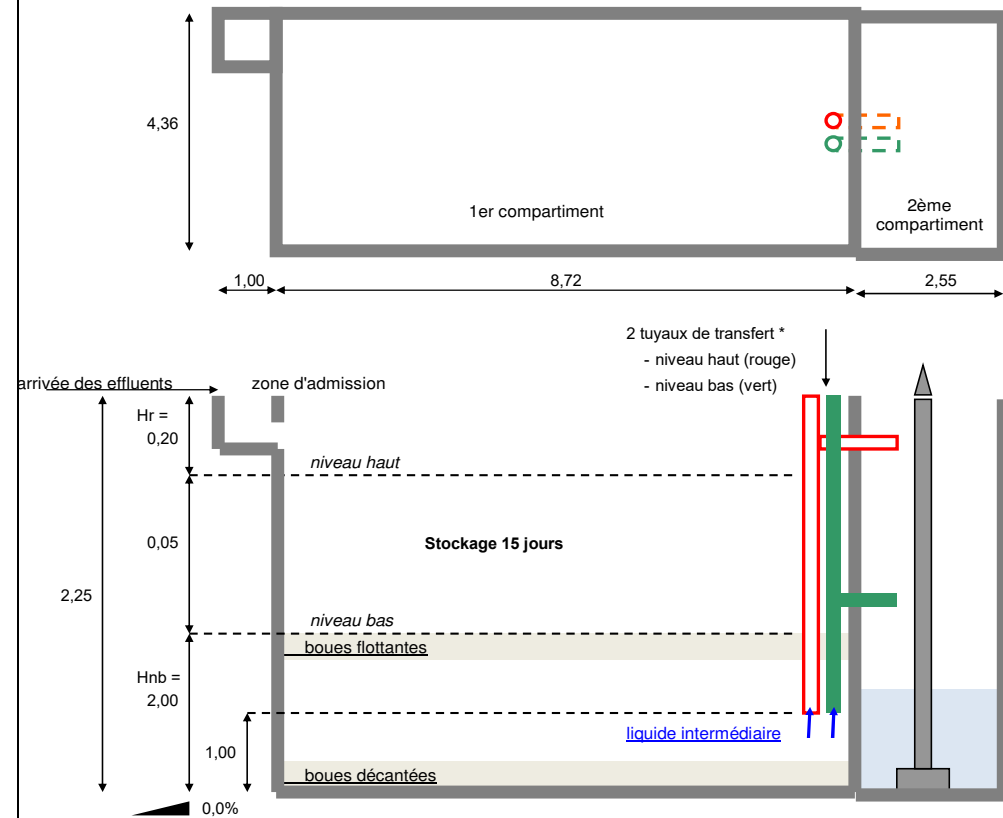 4,36
1er compartiment
2ème
compartiment
1,00
8,72
2,55
2 tuyaux de transfert *
- niveau haut (rouge)
- niveau bas (vert)
arrivée des effluents
zone d'admission
Hr =
0,20
niveau haut
0,05
Stockage 15 jours
2,25
niveau bas
boues flottantes
Hnb =
2,00
liquide intermédiaire
1,00
boues décantées
0,0%